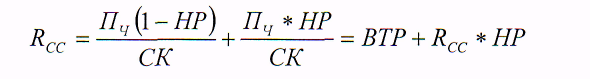 R_CC = П_Ч (1 − НР) / СК + П_Ч * НР / СК = ВТР + R_CC * НР